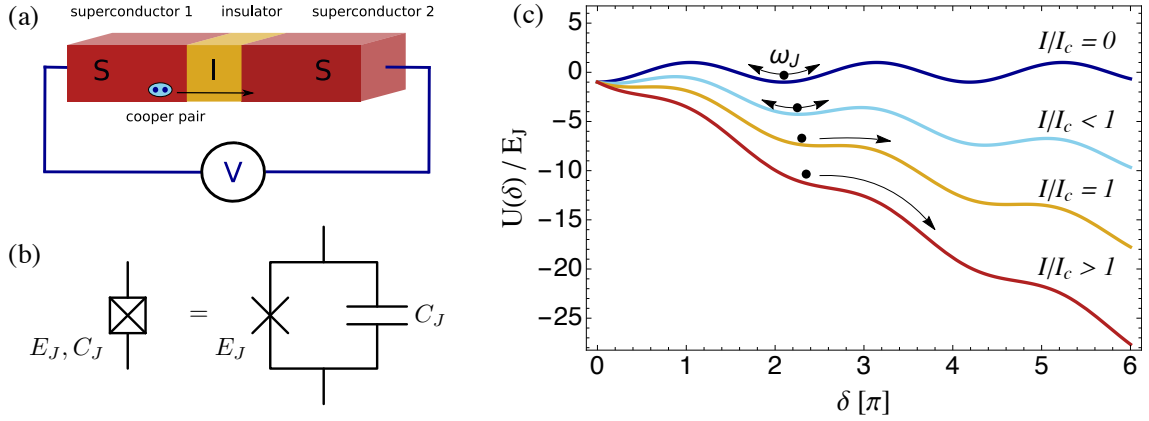 (a)
superconductor 1
insulator
superconductor 2
S
I
S
cooper pair
V
(b)
E_J, C_J
=
E_J
C_J
(c)
U(δ) / E_J
0
−5
−10
−15
−20
−25
ω_J
I/I_c = 0
I/I_c < 1
I/I_c = 1
I/I_c > 1
0 1 2 3 4 5 6
δ [π]